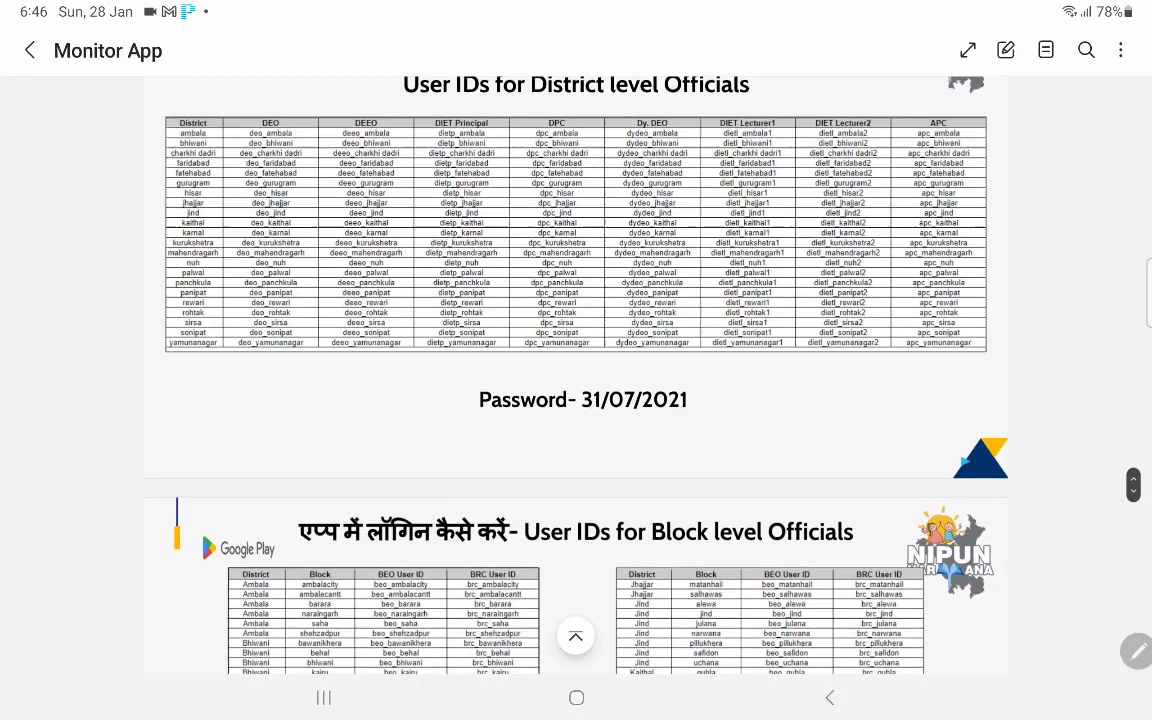 6:46 Sun, 28 Jan 78%
Monitor App
User IDs for District level Officials
District DEO DEEO DIET Principal DPC Dy. DEO DIET Lecturer1 DIET Lecturer2 APC
ambala deo_ambala deeo_ambala dietp_ambala dpc_ambala dydeo_ambala dietl_ambala1 dietl_ambala2 apc_ambala
bhiwani deo_bhiwani deeo_bhiwani dietp_bhiwani dpc_bhiwani dydeo_bhiwani dietl_bhiwani1 dietl_bhiwani2 apc_bhiwani
charkhi dadri deo_charkhi dadri deeo_charkhi dadri dietp_charkhi dadri dpc_charkhi dadri dydeo_charkhi dadri dietl_charkhi dadri1 dietl_charkhi dadri2 apc_charkhi dadri
faridabad deo_faridabad deeo_faridabad dietp_faridabad dpc_faridabad dydeo_faridabad dietl_faridabad1 dietl_faridabad2 apc_faridabad
fatehabad deo_fatehabad deeo_fatehabad dietp_fatehabad dpc_fatehabad dydeo_fatehabad dietl_fatehabad1 dietl_fatehabad2 apc_fatehabad
gurugram deo_gurugram deeo_gurugram dietp_gurugram dpc_gurugram dydeo_gurugram dietl_gurugram1 dietl_gurugram2 apc_gurugram
hisar deo_hisar deeo_hisar dietp_hisar dpc_hisar dydeo_hisar dietl_hisar1 dietl_hisar2 apc_hisar
jhajjar deo_jhajjar deeo_jhajjar dietp_jhajjar dpc_jhajjar dydeo_jhajjar dietl_jhajjar1 dietl_jhajjar2 apc_jhajjar
jind deo_jind deeo_jind dietp_jind dpc_jind dydeo_jind dietl_jind1 dietl_jind2 apc_jind
kaithal deo_kaithal deeo_kaithal dietp_kaithal dpc_kaithal dydeo_kaithal dietl_kaithal1 dietl_kaithal2 apc_kaithal
karnal deo_karnal deeo_karnal dietp_karnal dpc_karnal dydeo_karnal dietl_karnal1 dietl_karnal2 apc_karnal
kurukshetra deo_kurukshetra deeo_kurukshetra dietp_kurukshetra dpc_kurukshetra dydeo_kurukshetra dietl_kurukshetra1 dietl_kurukshetra2 apc_kurukshetra
mahendragarh deo_mahendragarh deeo_mahendragarh dietp_mahendragarh dpc_mahendragarh dydeo_mahendragarh dietl_mahendragarh1 dietl_mahendragarh2 apc_mahendragarh
nuh deo_nuh deeo_nuh dietp_nuh dpc_nuh dydeo_nuh dietl_nuh1 dietl_nuh2 apc_nuh
palwal deo_palwal deeo_palwal dietp_palwal dpc_palwal dydeo_palwal dietl_palwal1 dietl_palwal2 apc_palwal
panchkula deo_panchkula deeo_panchkula dietp_panchkula dpc_panchkula dydeo_panchkula dietl_panchkula1 dietl_panchkula2 apc_panchkula
panipat deo_panipat deeo_panipat dietp_panipat dpc_panipat dydeo_panipat dietl_panipat1 dietl_panipat2 apc_panipat
rewari deo_rewari deeo_rewari dietp_rewari dpc_rewari dydeo_rewari dietl_rewari1 dietl_rewari2 apc_rewari
rohtak deo_rohtak deeo_rohtak dietp_rohtak dpc_rohtak dydeo_rohtak dietl_rohtak1 dietl_rohtak2 apc_rohtak
sirsa deo_sirsa deeo_sirsa dietp_sirsa dpc_sirsa dydeo_sirsa dietl_sirsa1 dietl_sirsa2 apc_sirsa
sonipat deo_sonipat deeo_sonipat dietp_sonipat dpc_sonipat dydeo_sonipat dietl_sonipat1 dietl_sonipat2 apc_sonipat
yamunanagar deo_yamunanagar deeo_yamunanagar dietp_yamunanagar dpc_yamunanagar dydeo_yamunanagar dietl_yamunanagar1 dietl_yamunanagar2 apc_yamunanagar
Password- 31/07/2021
एप्प में लॉगिन कैसे करें- User IDs for Block level Officials
Google Play
NIPUN
District Block BEO User ID BRC User ID
Ambala ambalacity beo_ambalacity brc_ambalacity
Ambala ambalacantt beo_ambalacantt brc_ambalacantt
Ambala barara beo_barara brc_barara
Ambala naraingarh beo_naraingarh brc_naraingarh
Ambala saha beo_saha brc_saha
Ambala shehzadpur beo_shehzadpur brc_shehzadpur
Bhiwani bawanikhera beo_bawanikhera brc_bawanikhera
Bhiwani behal beo_behal brc_behal
Bhiwani bhiwani beo_bhiwani brc_bhiwani
Bhiwani kairu beo_kairu brc_kairu
District Block BEO User ID BRC User ID
Jhajjar matanhail beo_matanhail brc_matanhail
Jhajjar salhawas beo_salhawas brc_salhawas
Jind alewa beo_alewa brc_alewa
Jind jind beo_jind brc_jind
Jind julana beo_julana brc_julana
Jind narwana beo_narwana brc_narwana
Jind pillukhera beo_pillukhera brc_pillukhera
Jind safidon beo_safidon brc_safidon
Jind uchana beo_uchana brc_uchana
Kaithal guhla beo_guhla brc_guhla